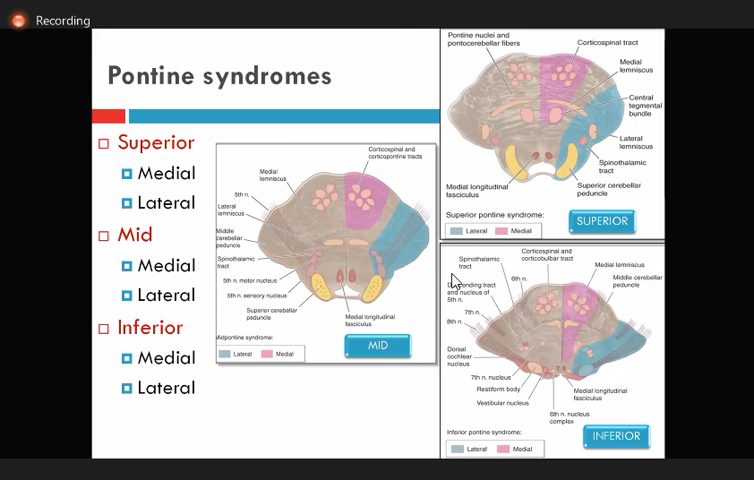 Recording
Pontine syndromes
Superior
Medial
Lateral
Mid
Medial
Lateral
Inferior
Medial
Lateral
Corticospinal and
corticopontine tracts
Medial
lemniscus
5th n.
Lateral
lemniscus
Middle
cerebellar
peduncle
Spinothalamic
tract
5th n. motor nucleus
5th n. sensory nucleus
Superior cerebellar
peduncle
Medial longitudinal
fasciculus
Midpontine syndrome:
Lateral
Medial
MID
Pontine nuclei and
pontocerebellar fibers
Corticospinal tract
Medial
lemniscus
Central
tegmental
bundle
Lateral
lemniscus
Spinothalamic
tract
Superior cerebellar
peduncle
Medial longitudinal
fasciculus
Superior pontine syndrome:
Lateral
Medial
SUPERIOR
Corticospinal and
corticobulbar tract
Spinothalamic
tract
6th n.
Medial lemniscus
Middle cerebellar
peduncle
tract
and nucleus of
5th n.
7th n.
8th n.
Dorsal
cochlear
nucleus
7th n. nucleus
Restiform body
Vestibular nucleus
Medial longitudinal
fasciculus
6th n. nucleus
complex
Inferior pontine syndrome:
Lateral
Medial
INFERIOR